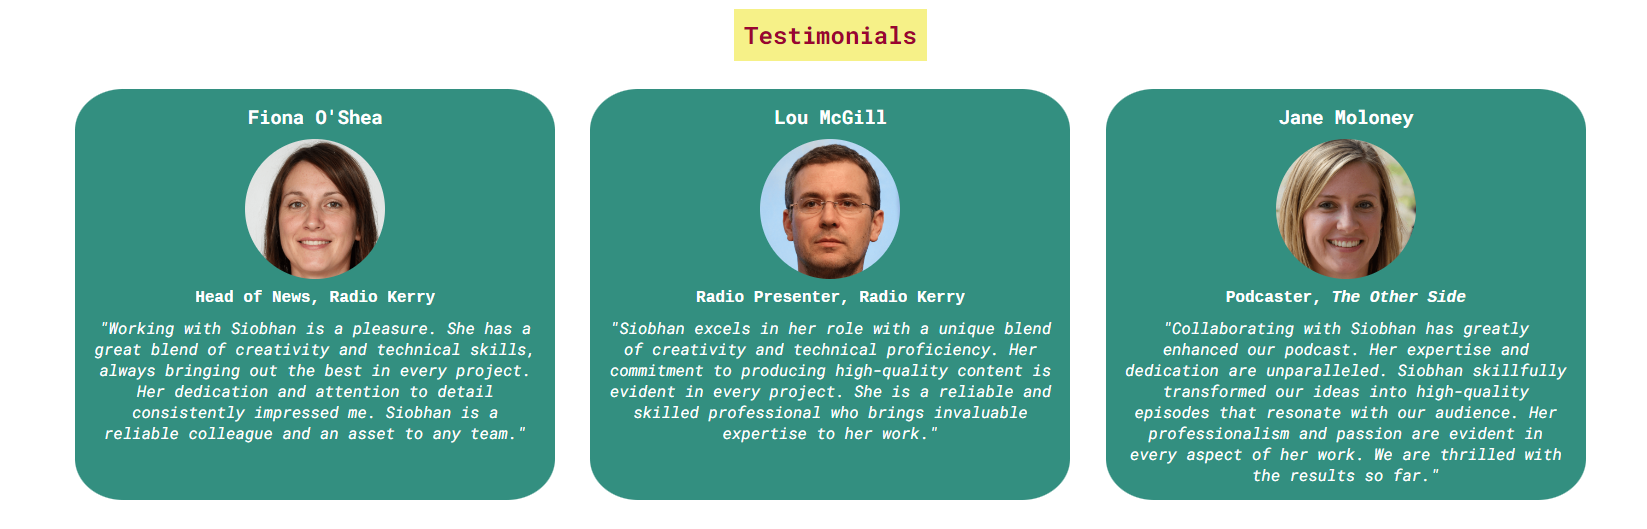 Testimonials
Fiona O'Shea
Head of News, Radio Kerry
"Working with Siobhan is a pleasure. She has a
great blend of creativity and technical skills,
always bringing out the best in every project.
Her dedication and attention to detail
consistently impressed me. Siobhan is a
reliable colleague and an asset to any team."
Lou McGill
Radio Presenter, Radio Kerry
"Siobhan excels in her role with a unique blend
of creativity and technical proficiency. Her
commitment to producing high-quality content is
evident in every project. She is a reliable and
skilled professional who brings invaluable
expertise to her work."
Jane Moloney
Podcaster, The Other Side
"Collaborating with Siobhan has greatly
enhanced our podcast. Her expertise and
dedication are unparalleled. Siobhan skillfully
transformed our ideas into high-quality
episodes that resonate with our audience. Her
professionalism and passion are evident in
every aspect of her work. We are thrilled with
the results so far."